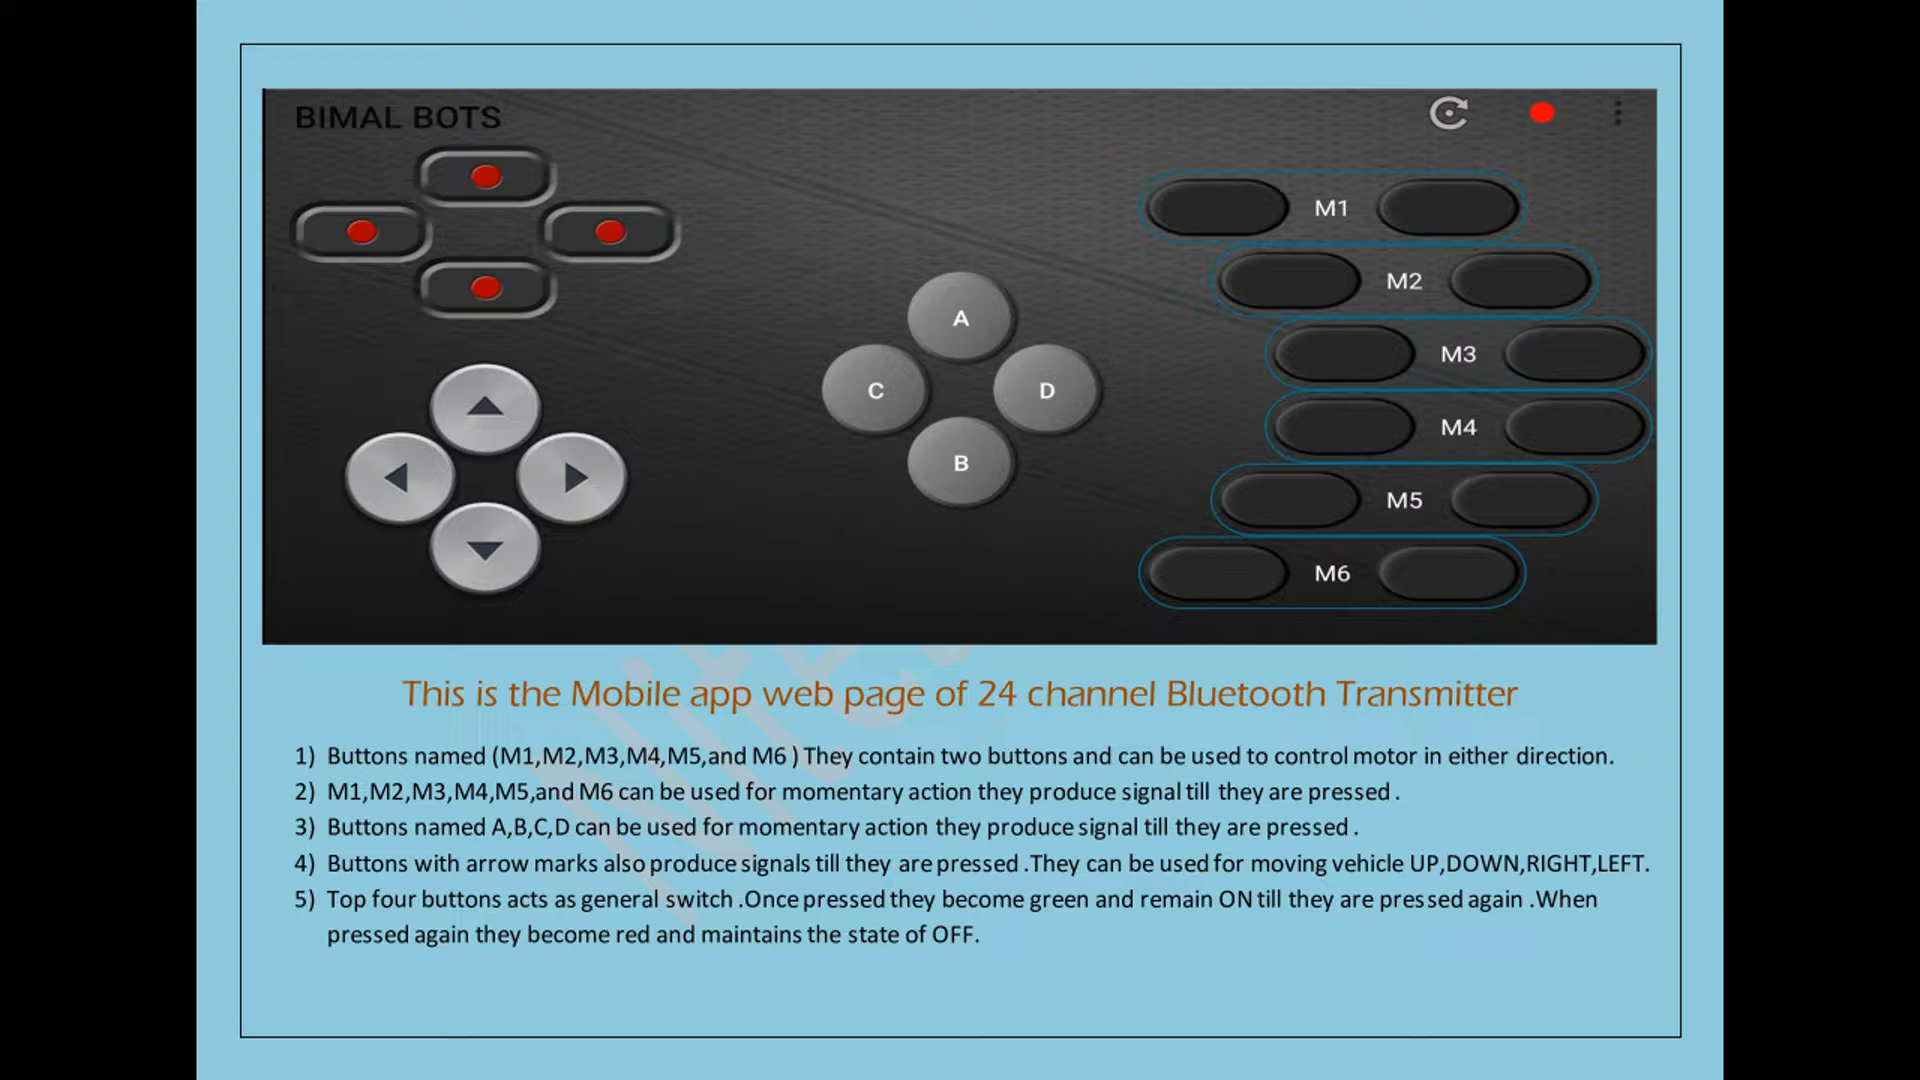 BIMAL BOTS
M1
M2
A
M3
C
D
M4
B
M5
M6
This is the Mobile app web page of 24 channel Bluetooth Transmitter
1) Buttons named (M1,M2,M3,M4,M5,and M6 ) They contain two buttons and can be used to control motor in either direction.
2) M1,M2,M3,M4,M5,and M6 can be used for momentary action they produce signal till they are pressed .
3) Buttons named A,B,C,D can be used for momentary action they produce signal till they are pressed .
4) Buttons with arrow marks also produce signals till they are pressed .They can be used for moving vehicle UP,DOWN,RIGHT,LEFT.
5) Top four buttons acts as general switch .Once pressed they become green and remain ON till they are pressed again .When
pressed again they become red and maintains the state of OFF.